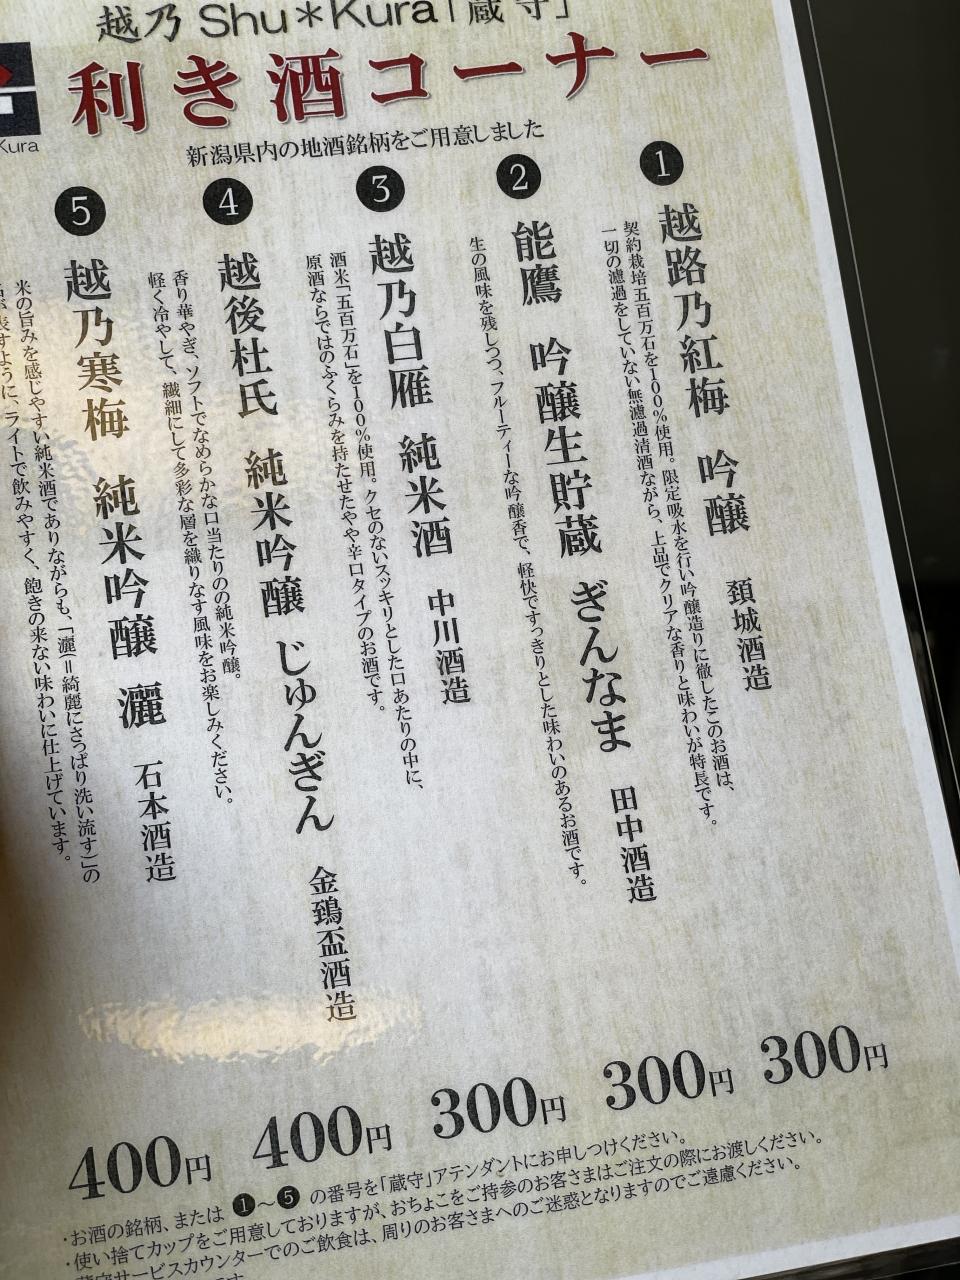 越乃 Shu＊Kura「蔵守」
利き酒コーナー
Kura
新潟県内の地酒銘柄をご用意しました
❶
越路乃紅梅 吟醸 頚城酒造
契約栽培五百万石を100%使用。限定吸水を行い吟醸造りに徹したこのお酒は、
一切の濾過をしていない無濾過清酒ながら、上品でクリアな香りと味わいが特長です。
300円
❷
能鷹 吟醸生貯蔵 ぎんなま 田中酒造
生の風味を残しつつ、フルーティーな吟醸香で、軽快ですっきりとした味わいのあるお酒です。
300円
❸
越乃白雁 純米酒 中川酒造
酒米「五百万石」を100%使用。クセのないスッキリとした口あたりの中に、
原酒ならではのふくらみを持たせたやや辛口タイプのお酒です。
300円
❹
越後杜氏 純米吟醸 じゅんぎん 金鵄盃酒造
香り華やぎ、ソフトでなめらかな口当たりのの純米吟醸。
軽く冷やして、繊細にして多彩な層を織りなす風味をお楽しみください。
400円
❺
越乃寒梅 純米吟醸 灑 石本酒造
米の旨みを感じやすい純米酒でありながらも、「灑(＝綺麗にさっぱり洗い流す)」の
名が表すように、ライトで飲みやすく、飽きの来ない味わいに仕上げています。
400円
・お酒の銘柄、または ❶～❺ の番号を「蔵守」アテンダントにお申しつけください。
・使い捨てカップをご用意しておりますが、おちょこをご持参のお客さまはご注文の際にお渡しください。
サービスカウンターでのご飲食は、周りのお客さまへのご迷惑となりますのでご遠慮ください。